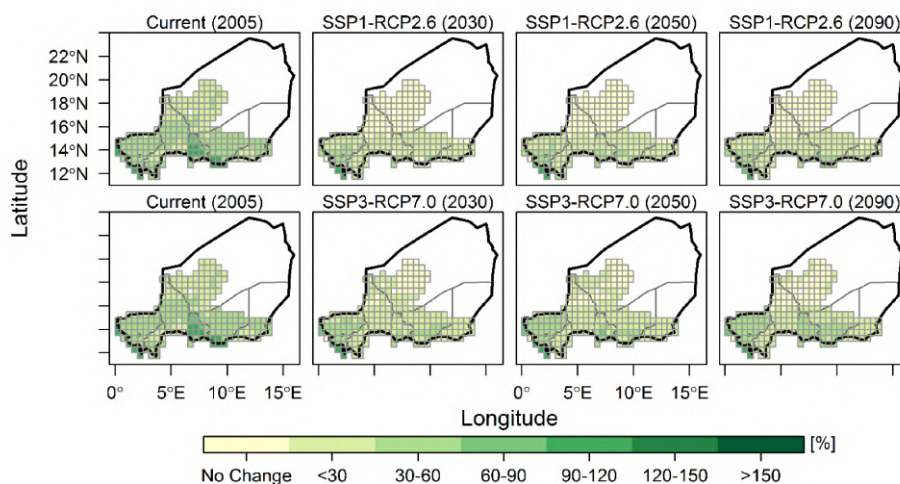 Current (2005) SSP1-RCP2.6 (2030) SSP1-RCP2.6 (2050) SSP1-RCP2.6 (2090)
22°N
20°N
18°N
16°N
14°N
12°N
Latitude
Current (2005) SSP3-RCP7.0 (2030) SSP3-RCP7.0 (2050) SSP3-RCP7.0 (2090)
0° 5°E 10°E 15°E 0° 5°E 10°E 15°E
Longitude
[%]
No Change <30 30-60 60-90 90-120 120-150 >150